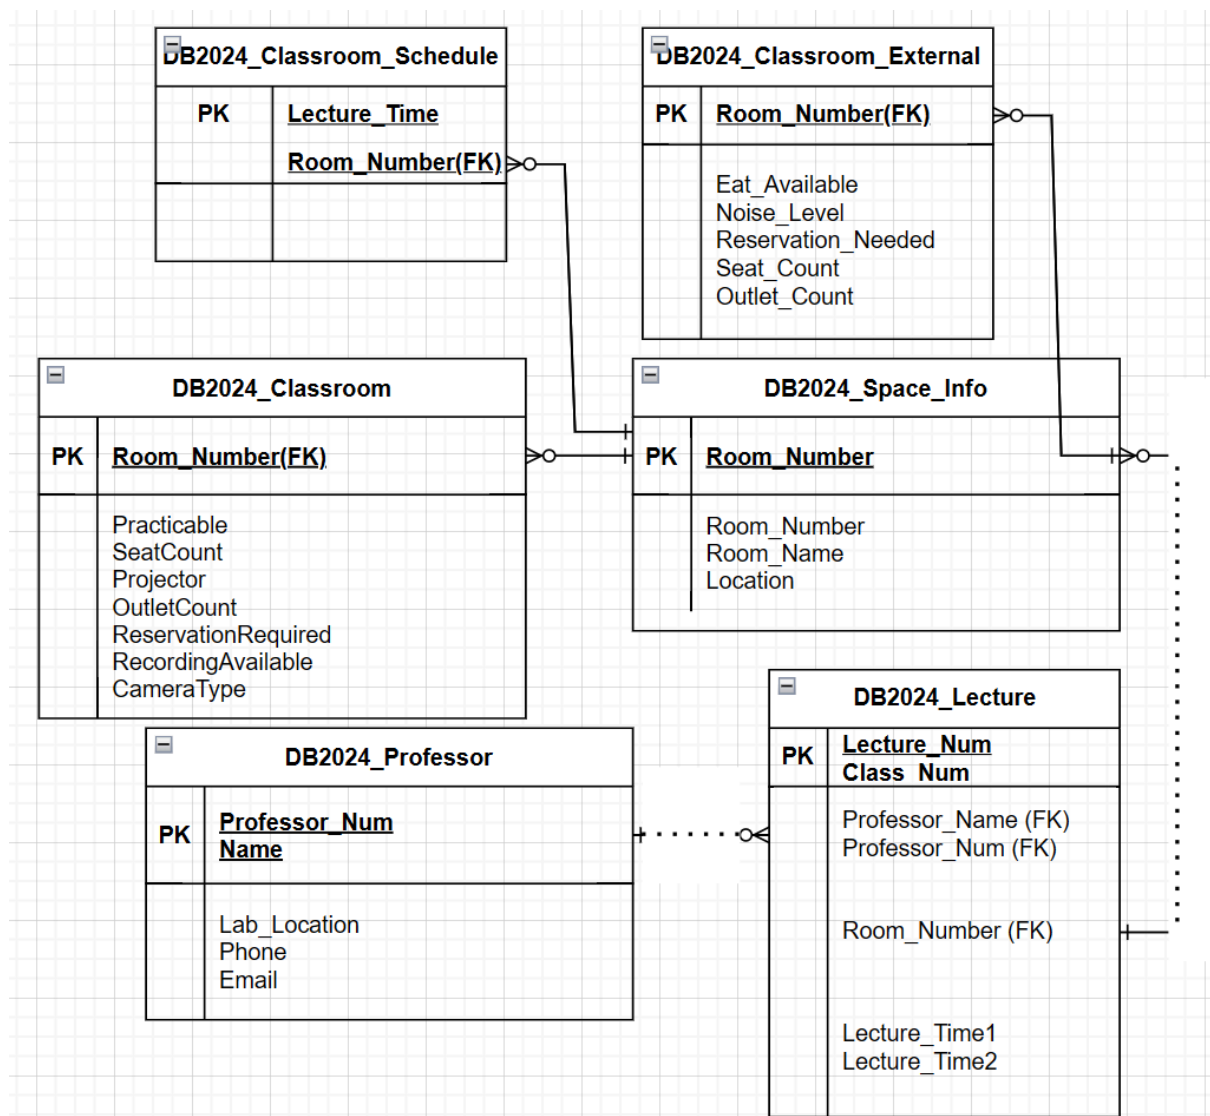 DB2024_Classroom_Schedule
PK
Lecture_Time
Room_Number(FK)
DB2024_Classroom_External
PK
Room_Number(FK)
Eat_Available
Noise_Level
Reservation_Needed
Seat_Count
Outlet_Count
DB2024_Classroom
PK
Room_Number(FK)
Practicable
SeatCount
Projector
OutletCount
ReservationRequired
RecordingAvailable
CameraType
DB2024_Space_Info
PK
Room_Number
Room_Number
Room_Name
Location
DB2024_Professor
PK
Professor_Num
Name
Lab_Location
Phone
Email
DB2024_Lecture
PK
Lecture_Num
Class_Num
Professor_Name (FK)
Professor_Num (FK)
Room_Number (FK)
Lecture_Time1
Lecture_Time2